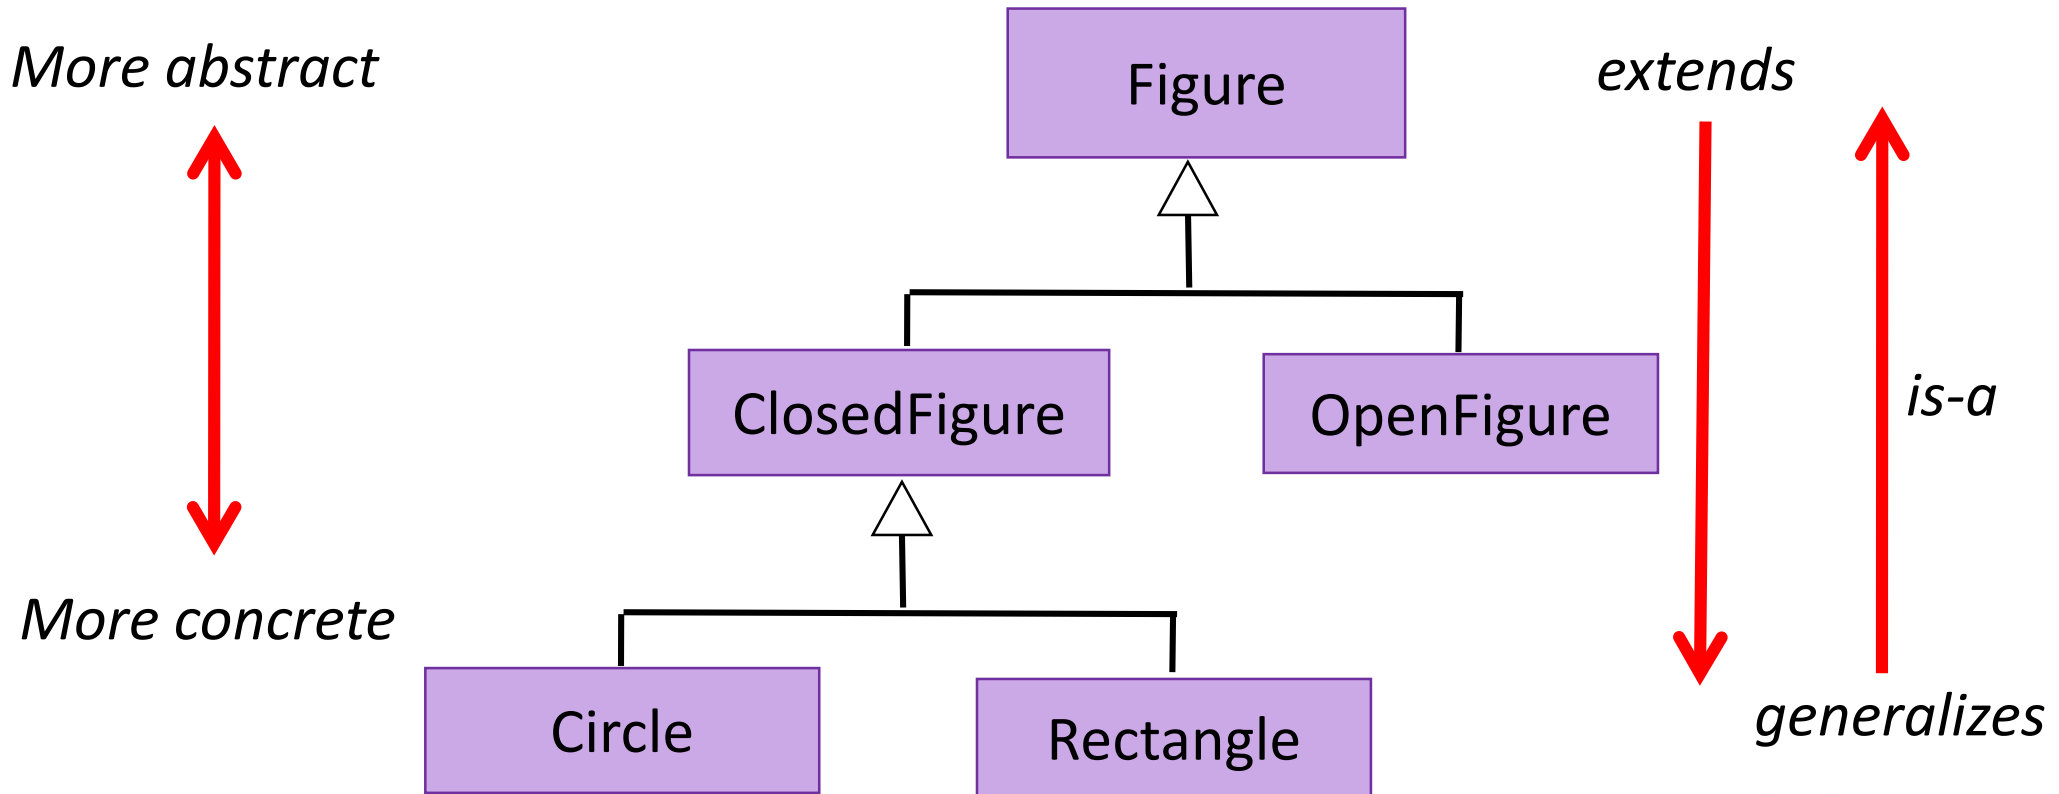 More abstract
Figure
extends
ClosedFigure
OpenFigure
is-a
More concrete
Circle
Rectangle
generalizes